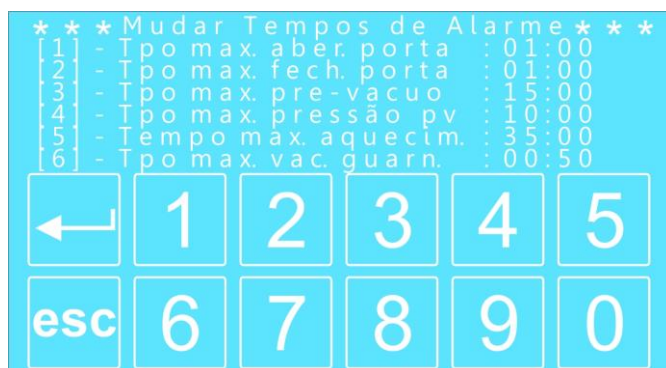 * * * Mudar Tempos de Alarme * * *
[1] - Tpo max. aber. porta : 01:00
[2] - Tpo max. fech. porta : 01:00
[3] - Tpo max. pre-vacuo : 15:00
[4] - Tpo max. pressão pv : 10:00
[5] - Tempo máx. aquecim. : 35:00
[6] - Tpo max. vac. guarn. : 00:50
1 2 3 4 5
esc 6 7 8 9 0